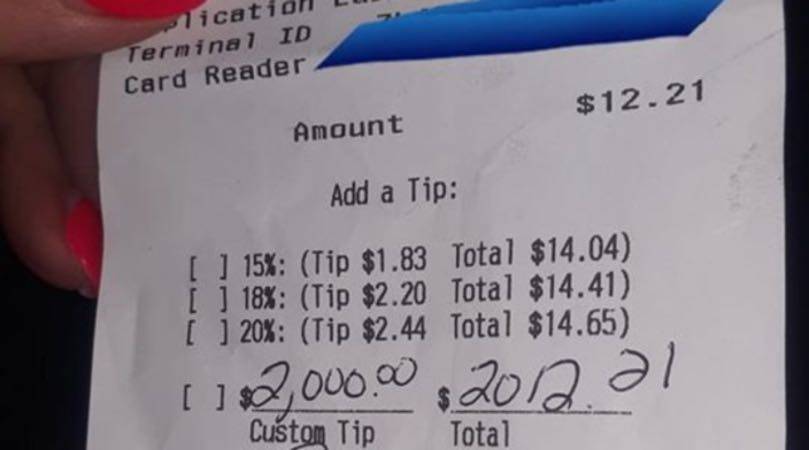 Terminal ID
Card Reader
Amount $12.21
Add a Tip:
[ ] 15%: (Tip $1.83 Total $14.04)
[ ] 18%: (Tip $2.20 Total $14.41)
[ ] 20%: (Tip $2.44 Total $14.65)
[ ] $2,000.00 $2012.21
Custom Tip Total